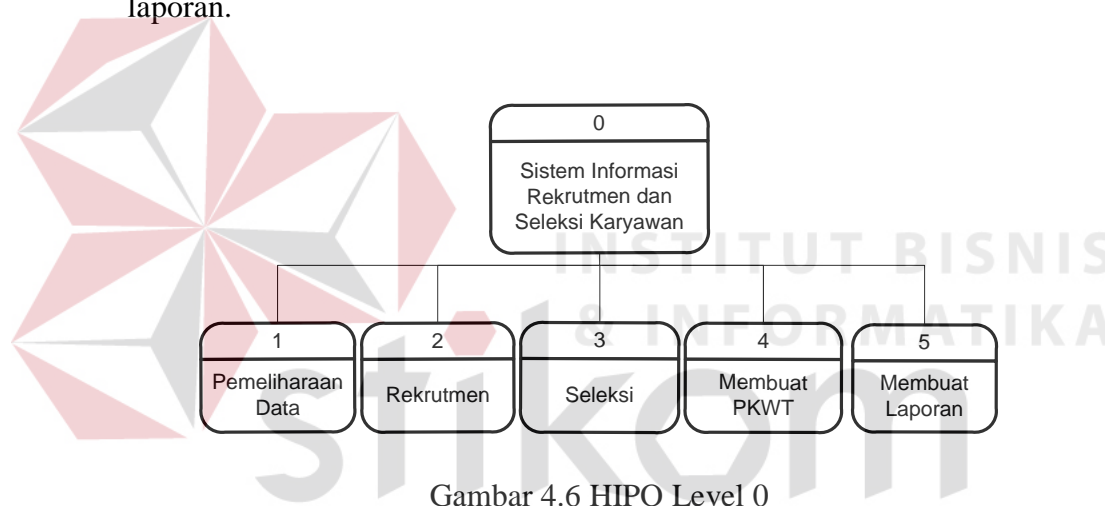 laporan.
0
Sistem Informasi
Rekrutmen dan
Seleksi Karyawan
INSTITUT BISNIS
& INFORMATIKA
1
Pemeliharaan
Data
2
Rekrutmen
3
Seleksi
4
Membuat
PKWT
5
Membuat
Laporan
stikom
Gambar 4.6 HIPO Level 0